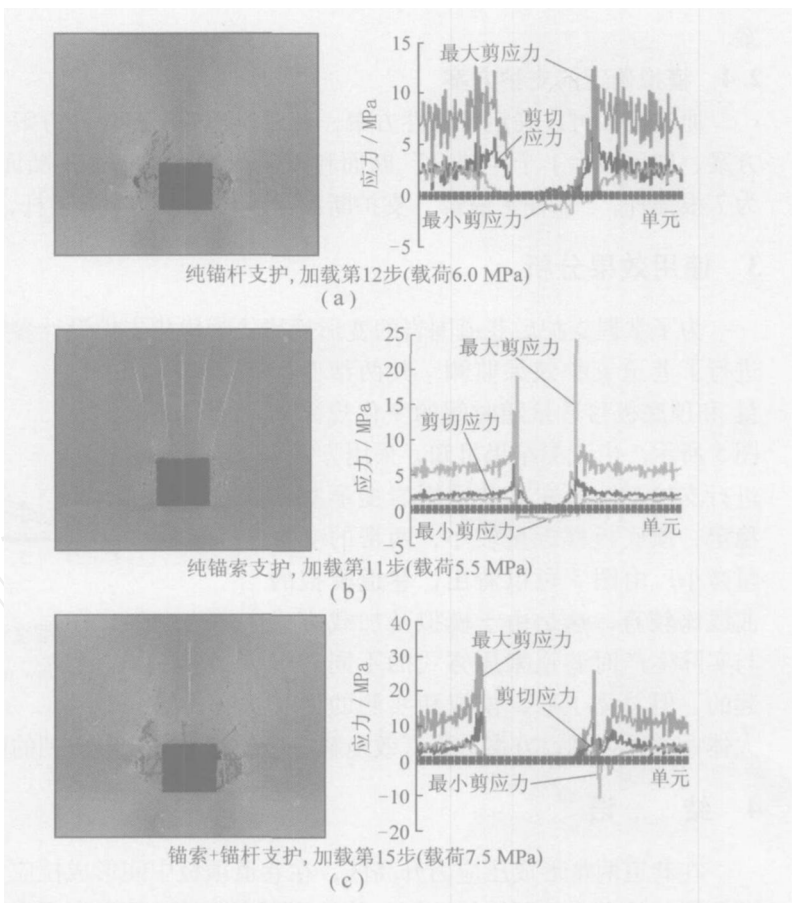 15
10
5
0
-5
应力 / MPa
最大剪应力
剪切
应力
最小剪应力
单元
纯锚杆支护, 加载第12步(载荷6.0 MPa)
( a )
25
20
15
10
5
0
-5
应力 / MPa
最大剪应力
剪切应力
最小剪应力
单元
纯锚索支护, 加载第11步(载荷5.5 MPa)
( b )
40
30
20
10
0
-10
-20
应力 / MPa
最大剪应力
剪切应力
最小剪应力
单元
锚索+锚杆支护, 加载第15步(载荷7.5 MPa)
( c )